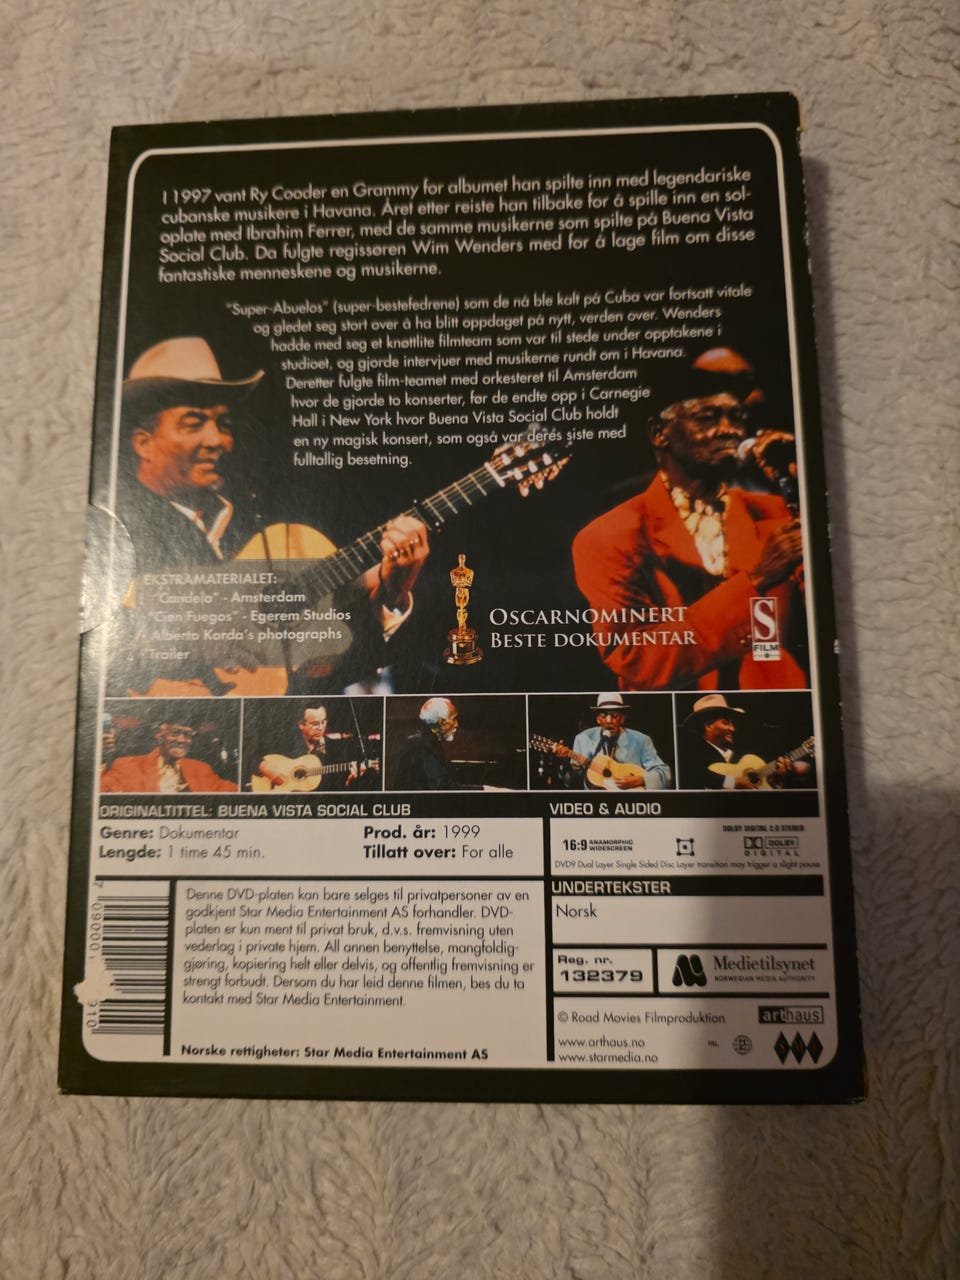 I 1997 vant Ry Cooder en Grammy for albumet han spilte inn med legendariske
cubanske musikere i Havana. Året etter reiste han tilbake for å spille inn en sol-
oplate med Ibrahim Ferrer, med de samme musikerne som spilte på Buena Vista
Social Club. Da fulgte regissøren Wim Wenders med for å lage film om disse
fantastiske menneskene og musikerne.
"Super-Abuelos" (super-bestefedrene) som de nå ble kalt på Cuba var fortsatt vitale
og gledet seg stort over å ha blitt oppdaget på nytt, verden over. Wenders
hadde med seg et knøttlite filmteam som var til stede under opptakene i
studioet, og gjorde intervjuer med musikerne rundt om i Havana.
Deretter fulgte film-teamet med orkesteret til Amsterdam
hvor de gjorde to konserter, før de endte opp i Carnegie
Hall i New York hvor Buena Vista Social Club holdt
en ny magisk konsert, som også var deres siste med
fulltallig besetning.
EKSTRAMATERIALET:
"Candela" - Amsterdam
"Cien Fuegos" - Egerem Studios
Alberto Korda's photographs
Trailer
OSCARNOMINERT
BESTE DOKUMENTAR
S
FILM
ORIGINALTITTEL: BUENA VISTA SOCIAL CLUB
Genre: Dokumentar
Prod. år: 1999
Lengde: 1 time 45 min.
Tillatt over: For alle
VIDEO & AUDIO
16:9 ANAMORPHIC
WIDESCREEN
DOLBY DIGITAL 2.0 STEREO
DOLBY
DIGITAL
DVD9 Dual Layer Single Sided Disc Layer transition may trigger a slight pause
UNDERTEKSTER
Norsk
Denne DVD-platen kan bare selges til privatpersoner av en
godkjent Star Media Entertainment AS forhandler. DVD-
platen er kun ment til privat bruk, d.v.s. fremvisning uten
vederlag i private hjem. All annen benyttelse, mangfoldig-
gjøring, kopiering helt eller delvis, og offentlig fremvisning er
strengt forbudt. Dersom du har leid denne filmen, bes du ta
kontakt med Star Media Entertainment.
Norske rettigheter: Star Media Entertainment AS
7 09000
910
Reg. nr.
132379
Medietilsynet
NORWEGIAN MEDIA AUTHORITY
© Road Movies Filmproduktion
arthaus
www.arthaus.no
PAL
www.starmedia.no